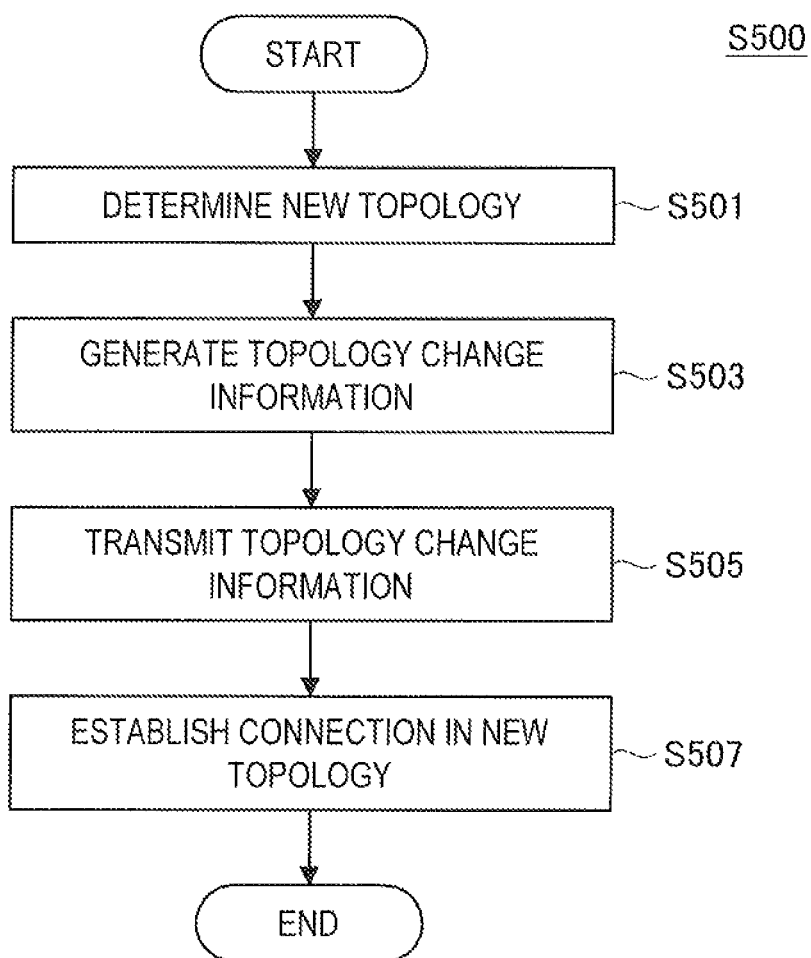 S500
START
DETERMINE NEW TOPOLOGY
S501
GENERATE TOPOLOGY CHANGE
INFORMATION
S503
TRANSMIT TOPOLOGY CHANGE
INFORMATION
S505
ESTABLISH CONNECTION IN NEW
TOPOLOGY
S507
END